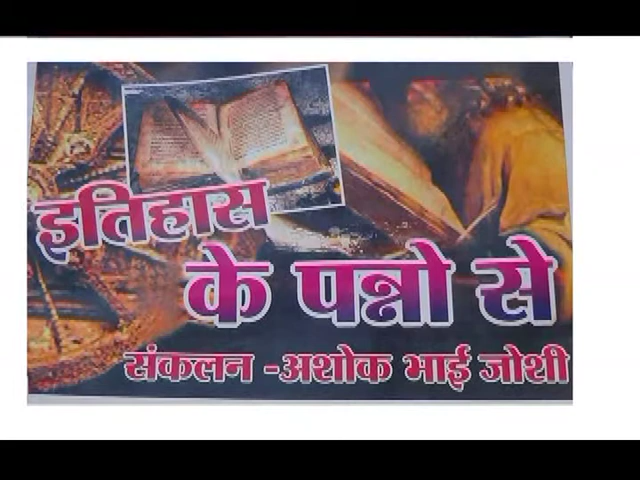 इतिहास
के पन्नो से
संकलन -अशोक भाई जोशी